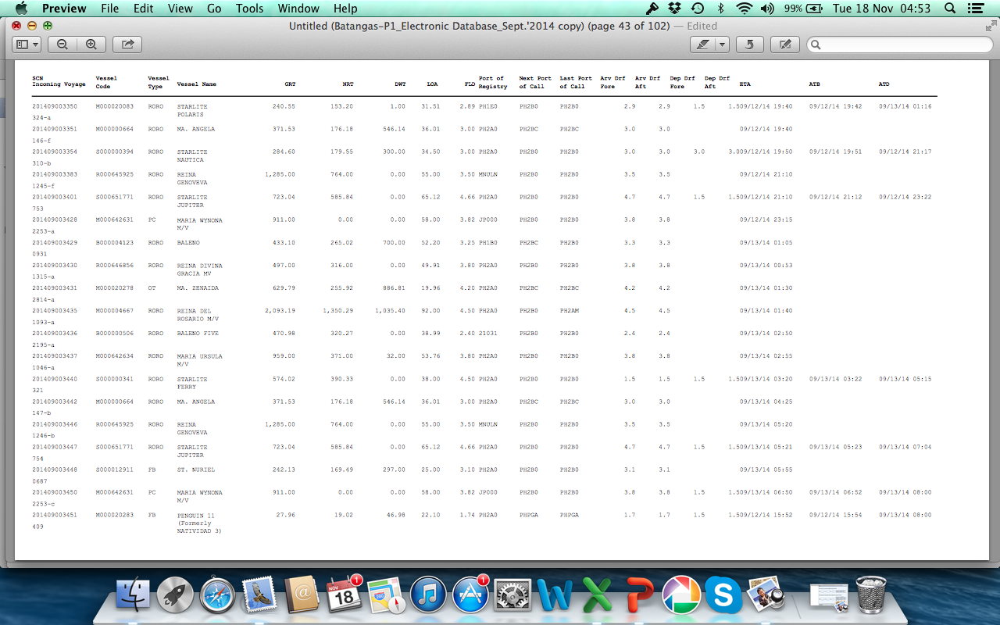 Preview File Edit View Go Tools Window Help 99% Tue 18 Nov 04:53
Untitled (Batangas-P1_Electronic Database_Sept.'2014 copy) (page 43 of 102) — Edited
SCN Vessel Vessel Vessel Name GRT NRT DWT LOA FLD Port of Next Port Last Port Arv Drf Arv Drf Dep Drf Dep Drf ETA ATB ATD
Incoming Voyage Code Type Registry of Call of Call Fore Aft Fore Aft
201409003350 M000020083 RORO STARLITE 240.55 153.20 1.00 31.51 2.89 PH1E0 PH2B0 PH2B0 2.9 2.9 1.5 1.509/12/14 19:40 09/12/14 19:42 09/13/14 01:16
POLARIS
324-a
201409003351 M000000664 RORO MA. ANGELA 371.53 176.18 546.14 36.01 3.00 PH2A0 PH2BC PH2BC 3.0 3.0 09/12/14 19:40
146-f
201409003354 S000000394 RORO STARLITE 284.60 179.55 300.00 34.50 3.00 PH2A0 PH2B0 PH2B0 3.0 3.0 3.0 3.009/12/14 19:50 09/12/14 19:51 09/12/14 21:17
NAUTICA
310-b
201409003383 R000645925 RORO REINA 1,285.00 764.00 0.00 55.00 3.50 MNULN PH2B0 PH2B0 3.5 3.5 09/12/14 21:10
GENOVEVA
1245-f
201409003401 S000651771 RORO STARLITE 723.04 585.84 0.00 65.12 4.66 PH2A0 PH2B0 PH2B0 4.7 4.7 1.5 1.509/12/14 21:10 09/12/14 21:12 09/12/14 23:22
JUPITER
753
201409003428 M000642631 PC MARIA WYNONA 911.00 0.00 0.00 58.00 3.82 JP000 PH2B0 PH2B0 3.8 3.8 09/12/14 23:15
M/V
2253-a
201409003429 B000004123 RORO BALENO 433.10 265.02 700.00 52.20 3.25 PH1B0 PH2BC PH2B0 3.3 3.3 09/13/14 01:05
0931
201409003430 R000646856 RORO REINA DIVINA 497.00 316.00 0.00 49.91 3.80 PH2A0 PH2B0 PH2B0 3.8 3.8 09/13/14 00:53
GRACIA MV
1315-a
201409003431 M000020278 OT MA. ZENAIDA 629.79 255.92 886.81 19.96 4.20 PH2A0 PH2BC PH2BC 4.2 4.2 09/13/14 01:30
2814-a
201409003435 M000004667 RORO REINA DEL 2,093.19 1,350.29 1,035.40 92.00 4.50 PH2A0 PH2B0 PH2AM 4.5 4.5 09/13/14 01:40
ROSARIO M/V
1093-a
201409003436 B000000506 RORO BALENO FIVE 470.98 320.27 0.00 38.99 2.40 21031 PH2B0 PH2B0 2.4 2.4 09/13/14 02:50
2195-a
201409003437 M000642634 RORO MARIA URSULA 959.00 371.00 32.00 53.76 3.80 PH2A0 PH2B0 PH2B0 3.8 3.8 09/13/14 02:55
M/V
1046-a
201409003440 S000000341 RORO STARLITE 574.02 390.33 0.00 38.00 4.50 PH2A0 PH2B0 PH2B0 1.5 1.5 1.5 1.509/13/14 03:20 09/13/14 03:22 09/13/14 05:15
FERRY
321
201409003442 M000000664 RORO MA. ANGELA 371.53 176.18 546.14 36.01 3.00 PH2A0 PH2BC PH2BC 3.0 3.0 09/13/14 04:25
147-b
201409003446 R000645925 RORO REINA 1,285.00 764.00 0.00 55.00 3.50 MNULN PH2B0 PH2B0 3.5 3.5 09/13/14 05:20
GENOVEVA
1246-b
201409003447 S000651771 RORO STARLITE 723.04 585.84 0.00 65.12 4.66 PH2A0 PH2B0 PH2B0 4.7 4.7 1.5 1.509/13/14 05:21 09/13/14 05:23 09/13/14 07:04
JUPITER
754
201409003448 S000012911 FB ST. NURIEL 242.13 169.49 297.00 25.00 3.10 PH2A0 PH2B0 PH2B0 3.1 3.1 09/13/14 05:55
0687
201409003450 M000642631 PC MARIA WYNONA 911.00 0.00 0.00 58.00 3.82 JP000 PH2B0 PH2B0 3.8 3.8 1.5 1.509/13/14 06:50 09/13/14 06:52 09/13/14 08:00
M/V
2253-c
201409003451 M000020283 FB PENGUIN 11 27.96 19.02 46.98 22.10 1.74 PH2A0 PHPGA PHPGA 1.7 1.7 1.5 1.509/12/14 15:52 09/12/14 15:54 09/13/14 08:00
(Formerly
409
NATIVIDAD 3)
NOV 1 1
18